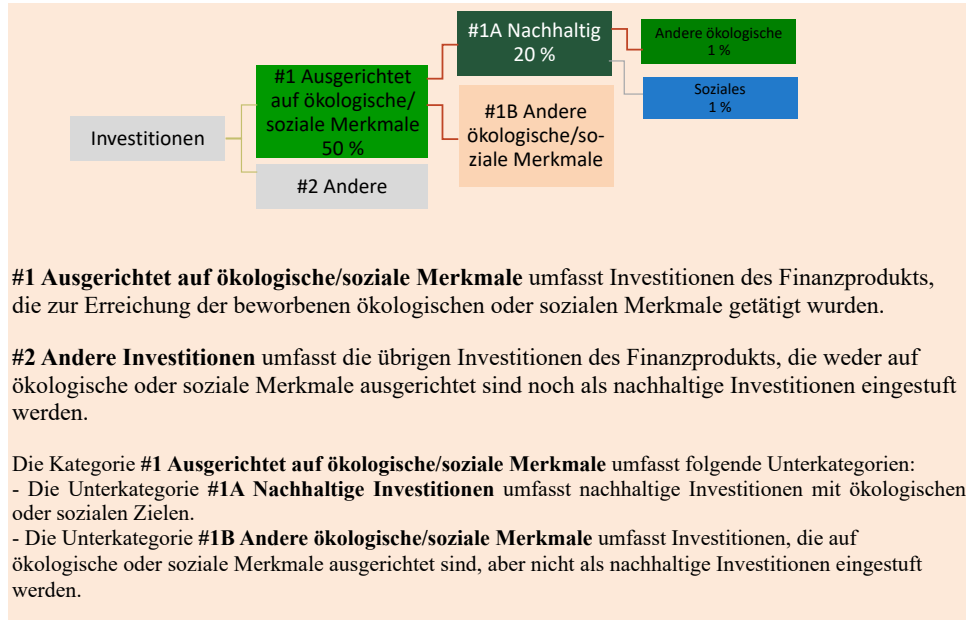 #1A Nachhaltig
20 %
Andere ökologische
1 %
#1 Ausgerichtet
auf ökologische/
soziale Merkmale
50 %
Soziales
1 %
#1B Andere
ökologische/so-
ziale Merkmale
Investitionen
#2 Andere
#1 Ausgerichtet auf ökologische/soziale Merkmale umfasst Investitionen des Finanzprodukts,
die zur Erreichung der beworbenen ökologischen oder sozialen Merkmale getätigt wurden.
#2 Andere Investitionen umfasst die übrigen Investitionen des Finanzprodukts, die weder auf
ökologische oder soziale Merkmale ausgerichtet sind noch als nachhaltige Investitionen eingestuft
werden.
Die Kategorie #1 Ausgerichtet auf ökologische/soziale Merkmale umfasst folgende Unterkategorien:
- Die Unterkategorie #1A Nachhaltige Investitionen umfasst nachhaltige Investitionen mit ökologischen
oder sozialen Zielen.
- Die Unterkategorie #1B Andere ökologische/soziale Merkmale umfasst Investitionen, die auf
ökologische oder soziale Merkmale ausgerichtet sind, aber nicht als nachhaltige Investitionen eingestuft
werden.